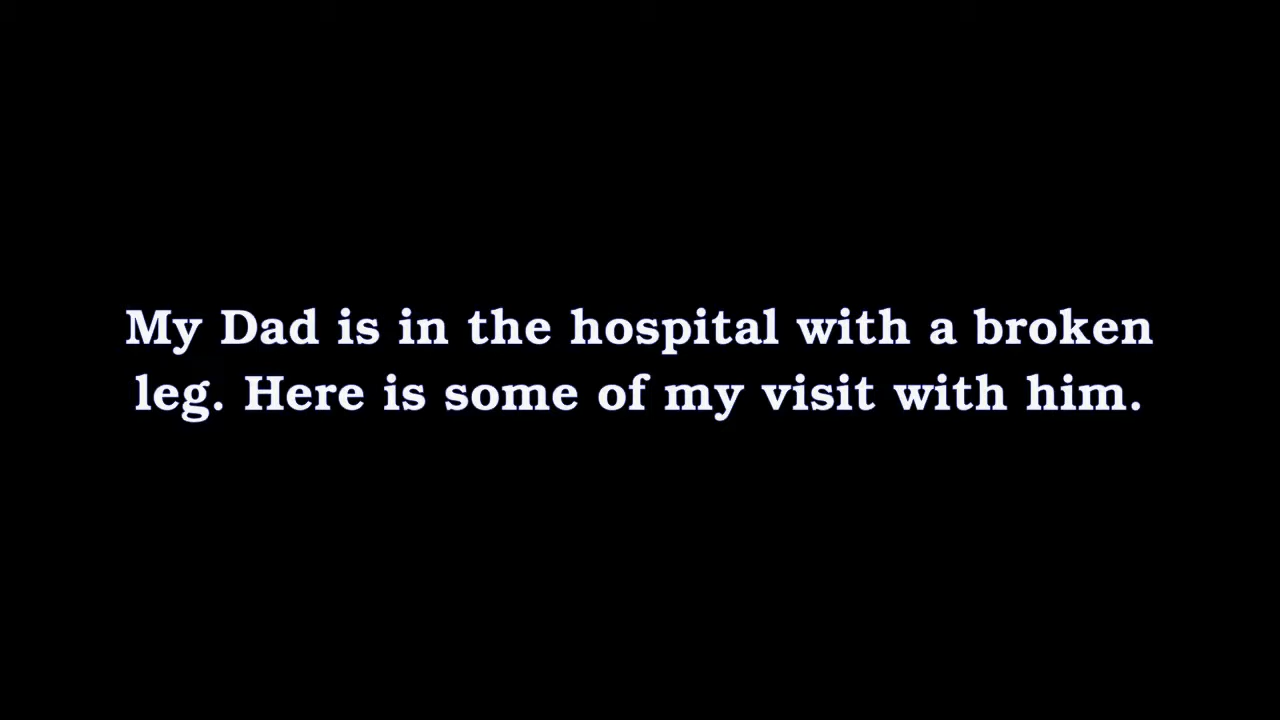 My Dad is in the hospital with a broken
leg. Here is some of my visit with him.